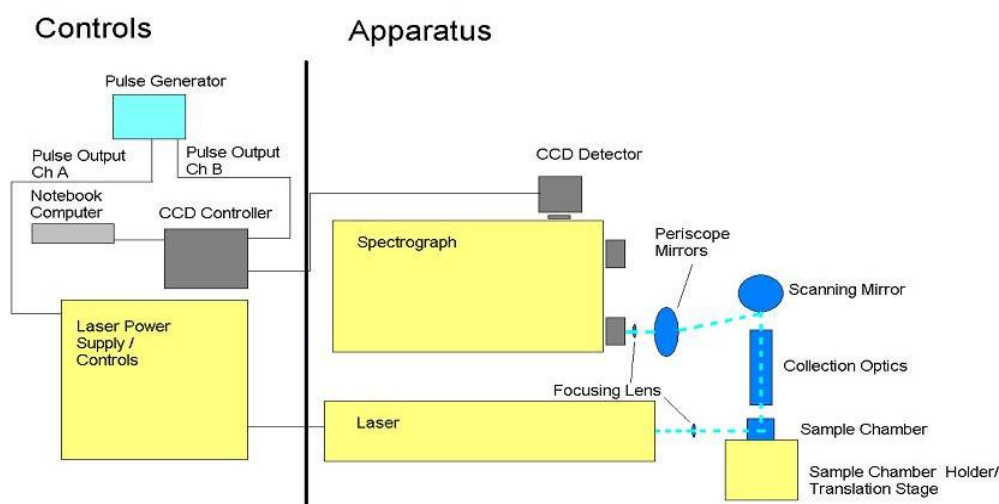 Controls
Apparatus
Pulse Generator
Pulse Output
Ch A
Pulse Output
Ch B
CCD Detector
Notebook
Computer
CCD Controller
Spectrograph
Periscope
Mirrors
Scanning Mirror
Laser Power
Supply /
Controls
Collection Optics
Focusing Lens
Laser
Sample Chamber
Sample Chamber Holder/
Translation Stage